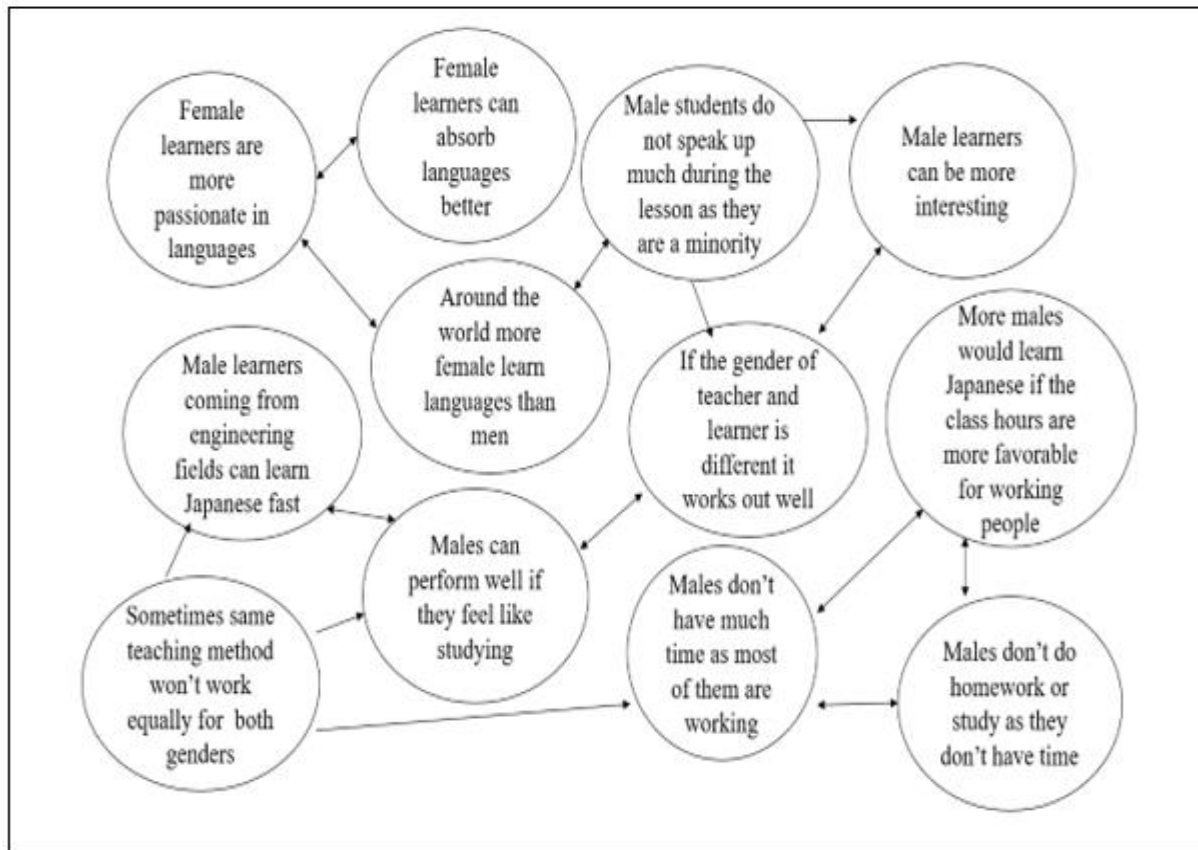 Female
learners are
more
passionate in
languages
Female
learners can
absorb
languages
better
Male students do
not speak up
much during the
lesson as they
are a minority
Male learners
can be more
interesting
Around the
world more
female learn
languages than
men
Male learners
coming from
engineering
fields can learn
Japanese fast
If the gender of
teacher and
learner is
different it
works out well
More males
would learn
Japanese if the
class hours are
more favorable
for working
people
Sometimes same
teaching method
won't work
equally for both
genders
Males can
perform well if
they feel like
studying
Males don't
have much
time as most
of them are
working
Males don't do
homework or
study as they
don't have time